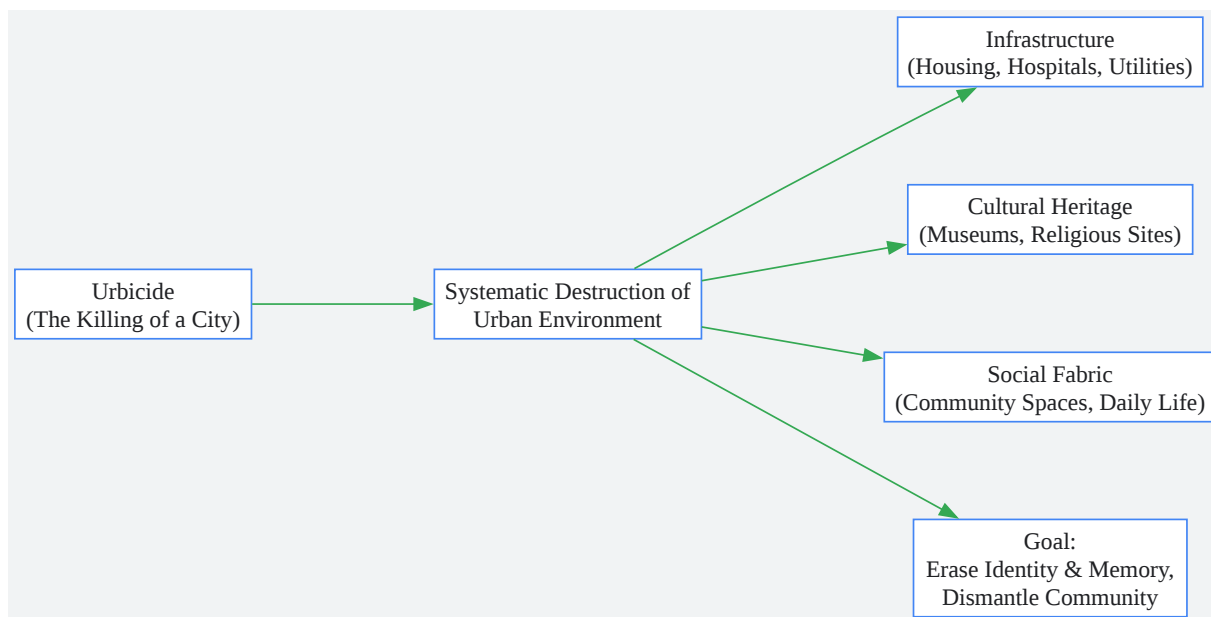 Urbicide
(The Killing of a City)
Systematic Destruction of
Urban Environment
Infrastructure
(Housing, Hospitals, Utilities)
Cultural Heritage
(Museums, Religious Sites)
Social Fabric
(Community Spaces, Daily Life)
Goal:
Erase Identity & Memory,
Dismantle Community